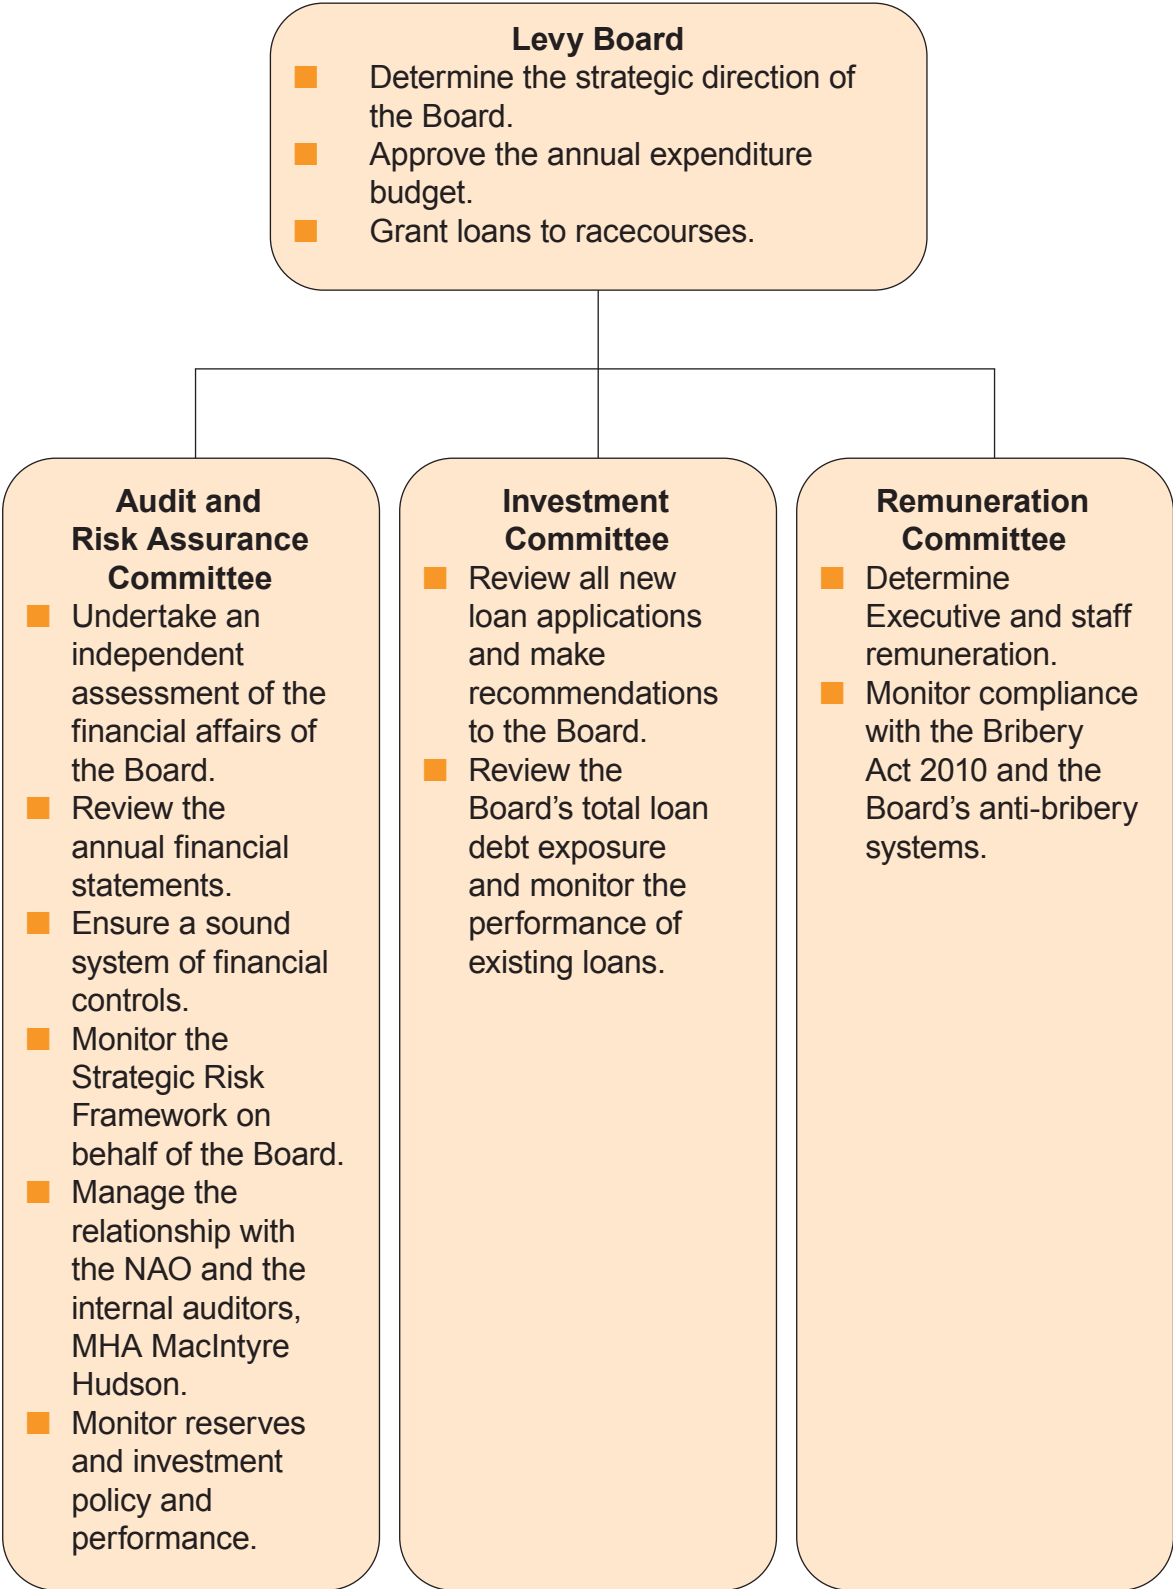 Levy Board
Determine the strategic direction of
the Board.
Approve the annual expenditure
budget.
Grant loans to racecourses.
Audit and
Risk Assurance
Committee
Undertake an
independent
assessment of the
financial affairs of
the Board.
Review the
annual financial
statements.
Ensure a sound
system of financial
controls.
Monitor the
Strategic Risk
Framework on
behalf of the Board.
Manage the
relationship with
the NAO and the
internal auditors,
MHA MacIntyre
Hudson.
Monitor reserves
and investment
policy and
performance.
Investment
Committee
Review all new
loan applications
and make
recommendations
to the Board.
Review the
Board’s total loan
debt exposure
and monitor the
performance of
existing loans.
Remuneration
Committee
Determine
Executive and staff
remuneration.
Monitor compliance
with the Bribery
Act 2010 and the
Board’s anti-bribery
systems.